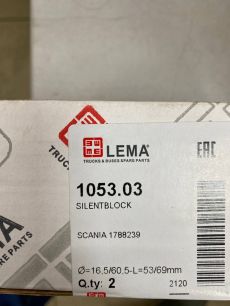 LEMA
TRUCKS & BUSES SPARE PARTS
EAC
1053.03
SILENTBLOCK
SCANIA 1788239
Ø=16,5/60,5-L=53/69mm
Q.ty: 2
2120